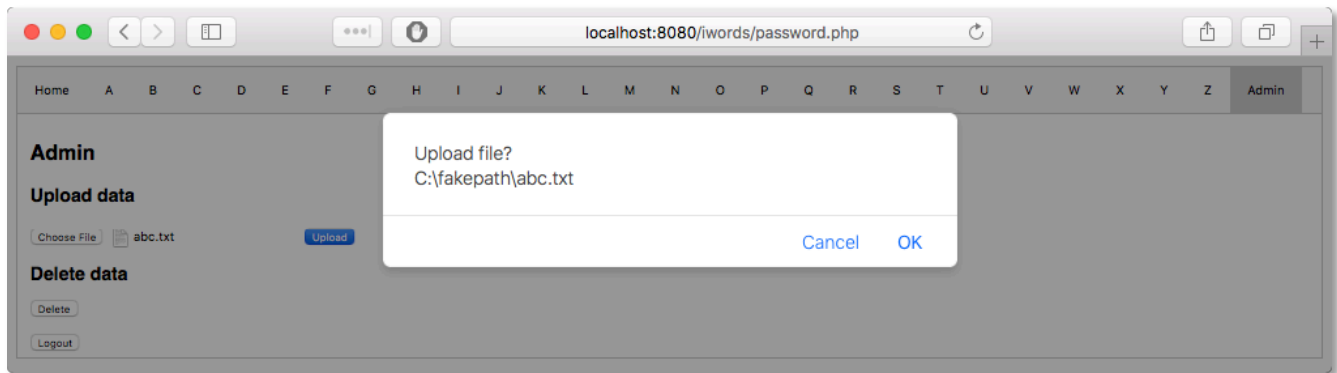 localhost:8080/iwords/password.php
Home A B C D E F G H I J K L M N O P Q R S T U V W X Y Z Admin
Admin
Upload data
Choose File abc.txt Upload
Delete data
Delete
Logout
Upload file?
C:\fakepath\abc.txt
Cancel OK